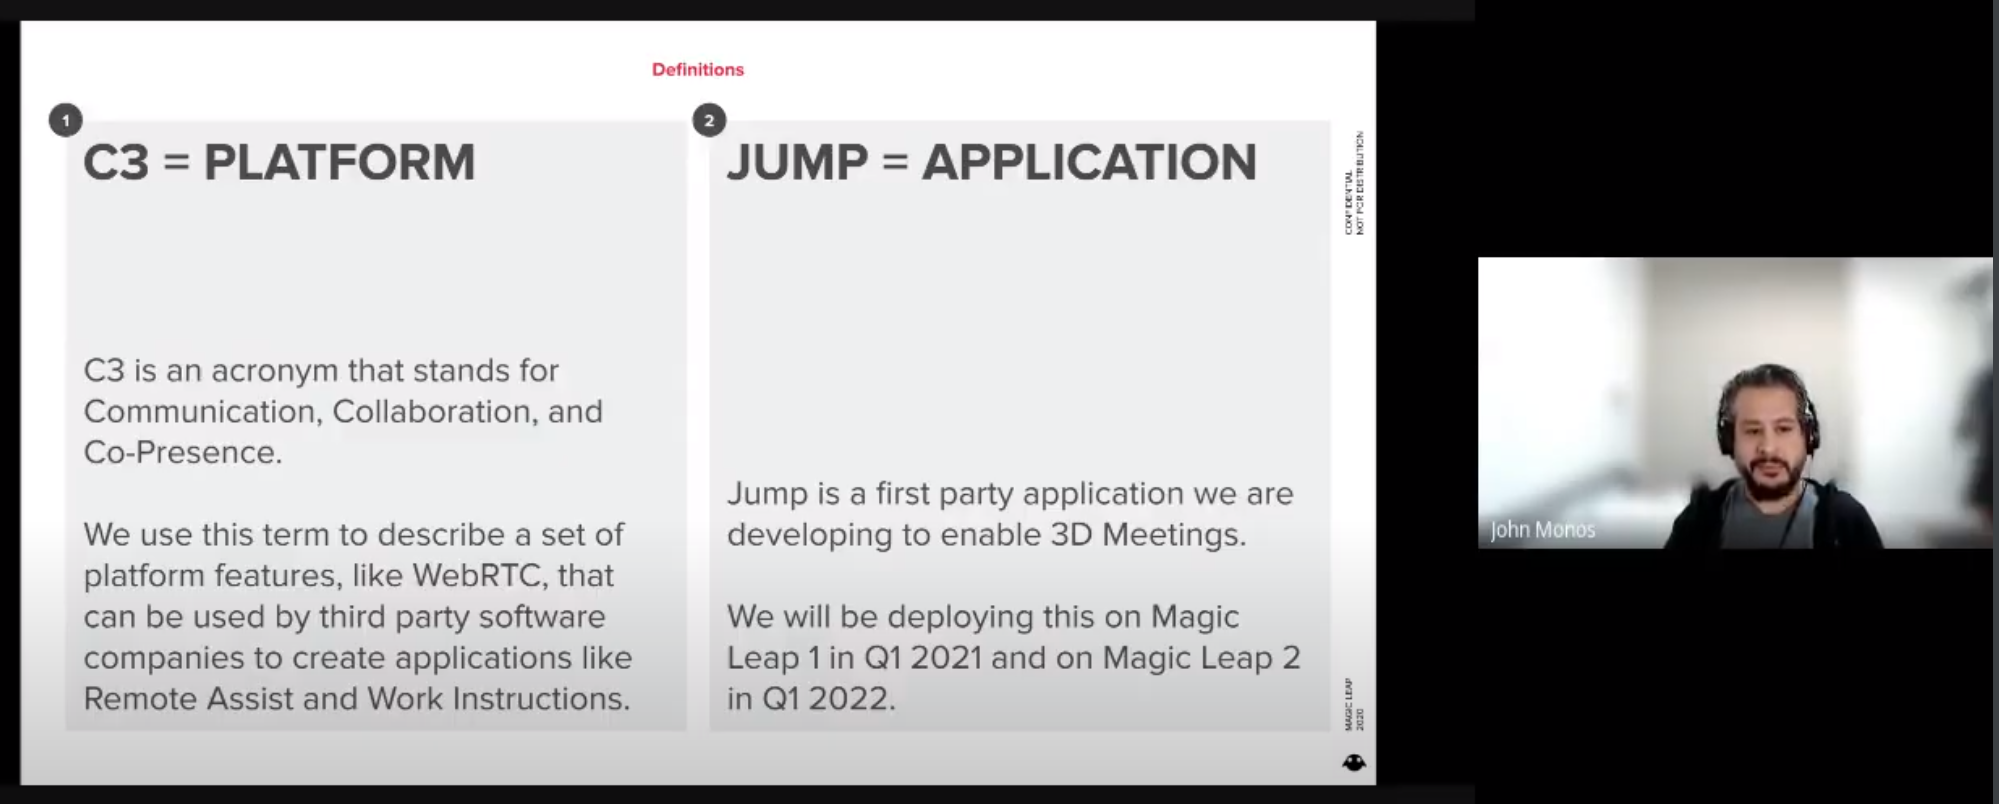 Definitions
1
C3 = PLATFORM
C3 is an acronym that stands for
Communication, Collaboration, and
Co-Presence.
We use this term to describe a set of
platform features, like WebRTC, that
can be used by third party software
companies to create applications like
Remote Assist and Work Instructions.
2
JUMP = APPLICATION
Jump is a first party application we are
developing to enable 3D Meetings.
We will be deploying this on Magic
Leap 1 in Q1 2021 and on Magic Leap 2
in Q1 2022.
CONFIDENTIAL
NOT FOR DISTRIBUTION
MAGIC LEAP
2020
John Monos